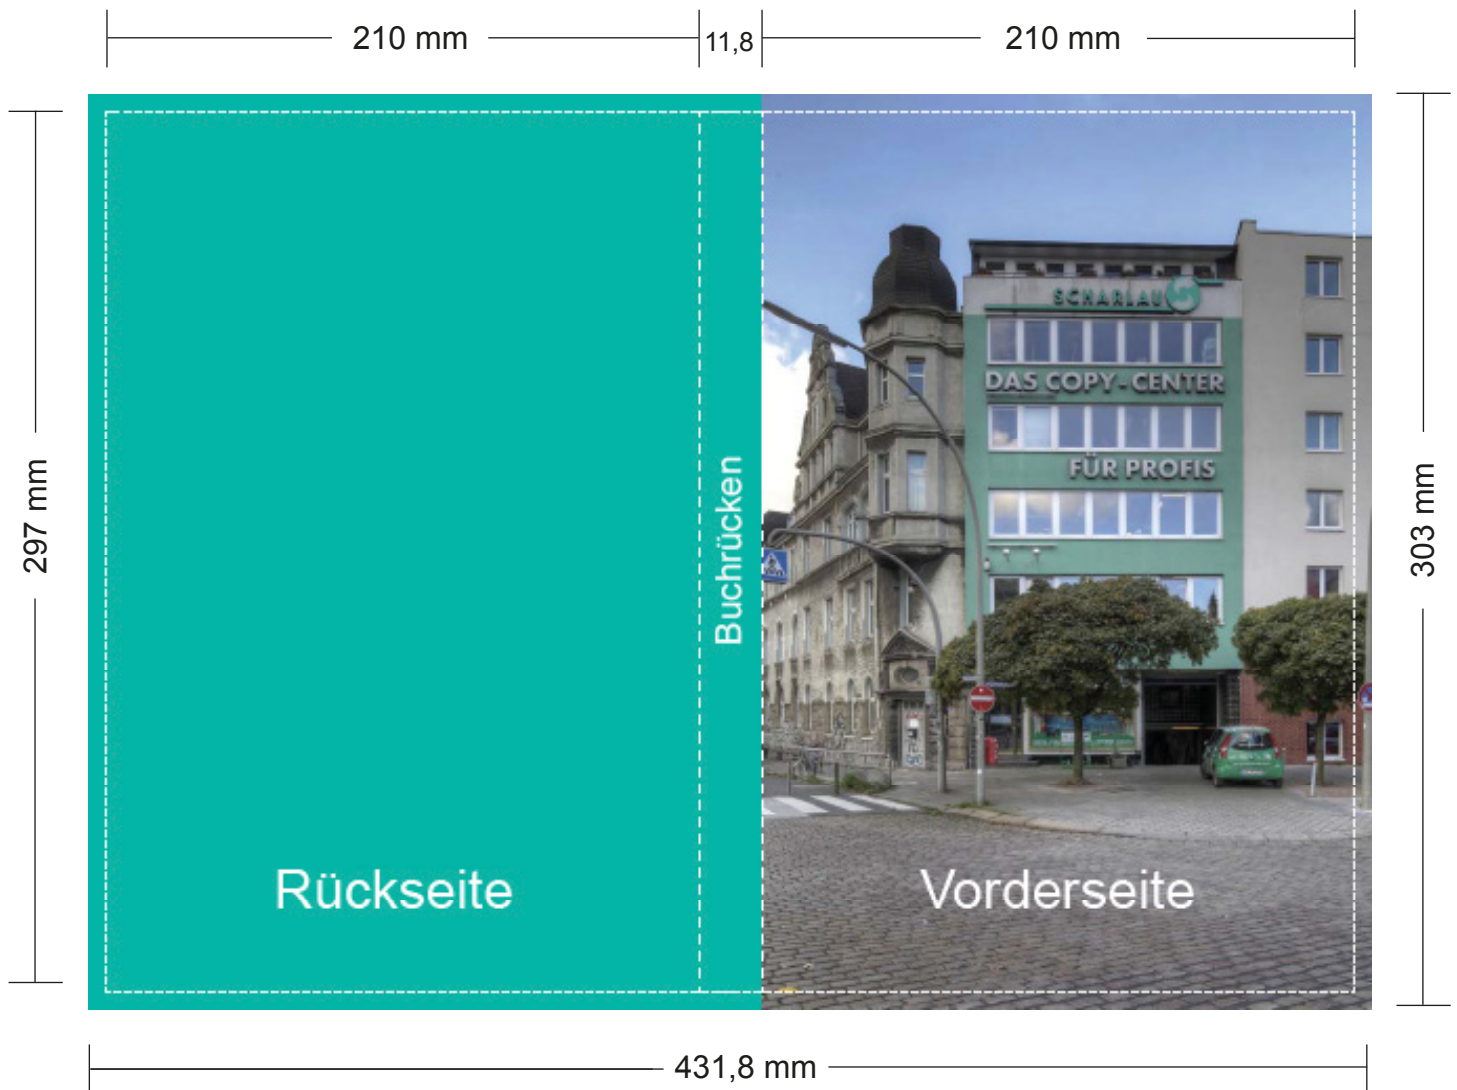 210 mm
11,8
210 mm
297 mm
303 mm
SCHARLAU
DAS COPY-CENTER
FÜR PROFIS
Buchrücken
Rückseite
Vorderseite
431,8 mm